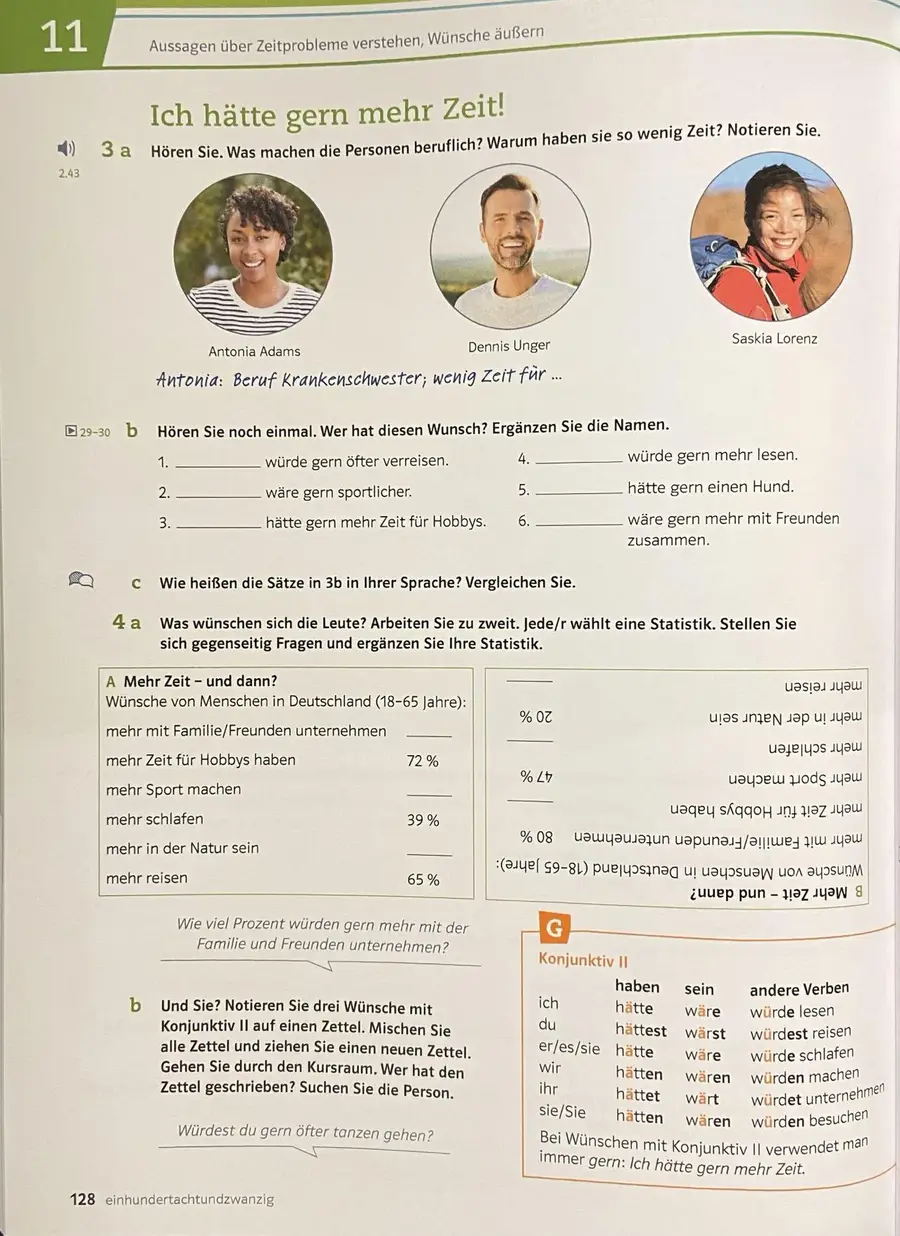 11
Aussagen über Zeitprobleme verstehen, Wünsche äußern
Ich hätte gern mehr Zeit!
3 a Hören Sie. Was machen die Personen beruflich? Warum haben sie so wenig Zeit? Notieren Sie.
2.43
Antonia Adams
Dennis Unger
Saskia Lorenz
Antonia: Beruf Krankenschwester; wenig Zeit für ...
29–30 b Hören Sie noch einmal. Wer hat diesen Wunsch? Ergänzen Sie die Namen.
1. ________ würde gern öfter verreisen.
2. ________ wäre gern sportlicher.
3. ________ hätte gern mehr Zeit für Hobbys.
4. ________ würde gern mehr lesen.
5. ________ hätte gern einen Hund.
6. ________ wäre gern mehr mit Freunden
zusammen.
c Wie heißen die Sätze in 3b in Ihrer Sprache? Vergleichen Sie.
4 a Was wünschen sich die Leute? Arbeiten Sie zu zweit. Jede/r wählt eine Statistik. Stellen Sie
sich gegenseitig Fragen und ergänzen Sie Ihre Statistik.
A Mehr Zeit – und dann?
Wünsche von Menschen in Deutschland (18–65 Jahre):
mehr mit Familie/Freunden unternehmen ____
mehr Zeit für Hobbys haben 72 %
mehr Sport machen ____
mehr schlafen 39 %
mehr in der Natur sein ____
mehr reisen 65 %
B Mehr Zeit – und dann?
Wünsche von Menschen in Deutschland (18–65 Jahre):
mehr mit Familie/Freunden unternehmen 80 %
mehr Zeit für Hobbys haben ____
mehr Sport machen 47 %
mehr schlafen ____
mehr in der Natur sein 20 %
mehr reisen ____
Wie viel Prozent würden gern mehr mit der
Familie und Freunden unternehmen?
b Und Sie? Notieren Sie drei Wünsche mit
Konjunktiv II auf einen Zettel. Mischen Sie
alle Zettel und ziehen Sie einen neuen Zettel.
Gehen Sie durch den Kursraum. Wer hat den
Zettel geschrieben? Suchen Sie die Person.
Würdest du gern öfter tanzen gehen?
G
Konjunktiv II
haben sein andere Verben
ich hätte wäre würde lesen
du hättest wärst würdest reisen
er/es/sie hätte wäre würde schlafen
wir hätten wären würden machen
ihr hättet wärt würdet unternehmen
sie/Sie hätten wären würden besuchen
Bei Wünschen mit Konjunktiv II verwendet man
immer gern: Ich hätte gern mehr Zeit.
128 einhundertachtundzwanzig